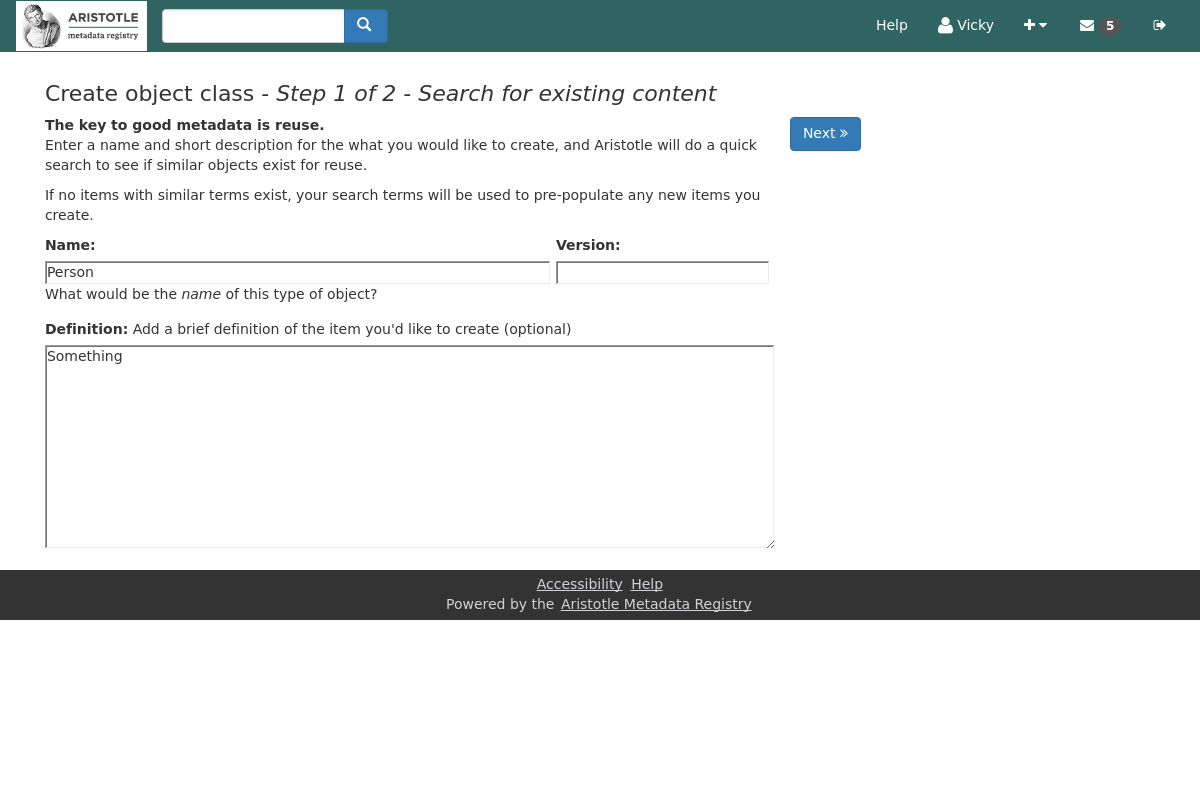 ARISTOTLE
metadata registry
Help
Vicky
5
Create object class - Step 1 of 2 - Search for existing content
The key to good metadata is reuse.
Enter a name and short description for the what you would like to create, and Aristotle will do a quick
search to see if similar objects exist for reuse.
Next »
If no items with similar terms exist, your search terms will be used to pre-populate any new items you
create.
Name:
Version:
Person
What would be the name of this type of object?
Definition: Add a brief definition of the item you'd like to create (optional)
Something
Accessibility Help
Powered by the Aristotle Metadata Registry